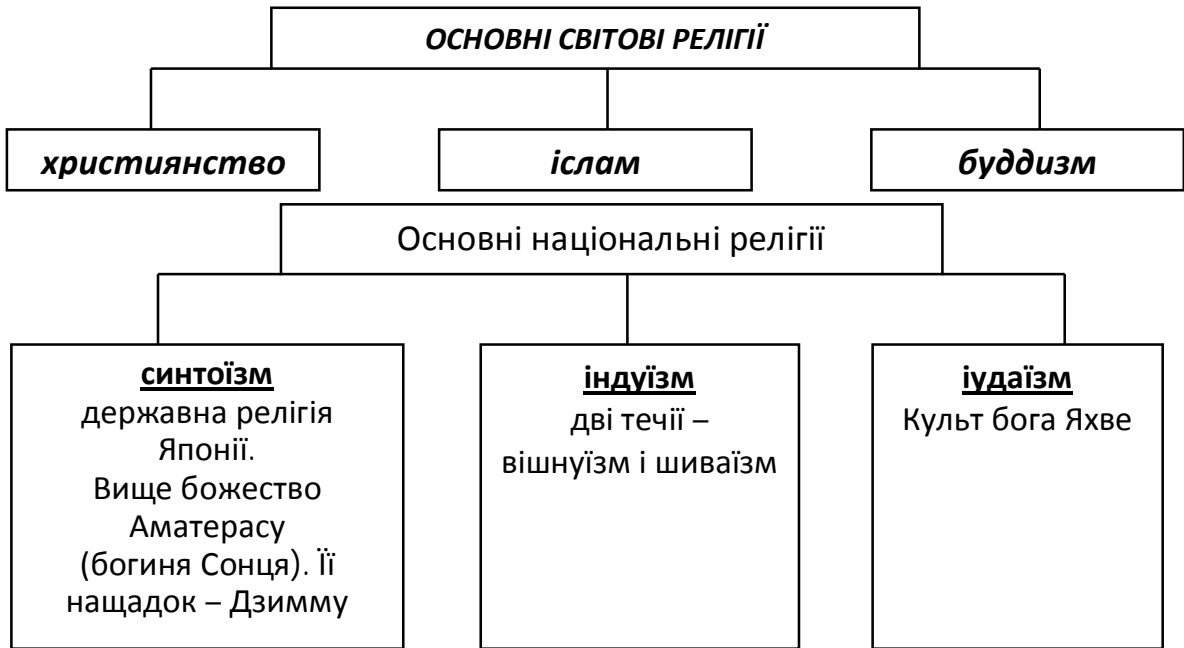 ОСНОВНІ СВІТОВІ РЕЛІГІЇ
християнство
іслам
буддизм
Основні національні релігії
синтоїзм
державна релігія
Японії.
Вище божество
Аматерасу
(богиня Сонця). Її
нащадок – Дзимму
індуїзм
дві течії –
вішнуїзм і шиваїзм
іудаїзм
Культ бога Яхве